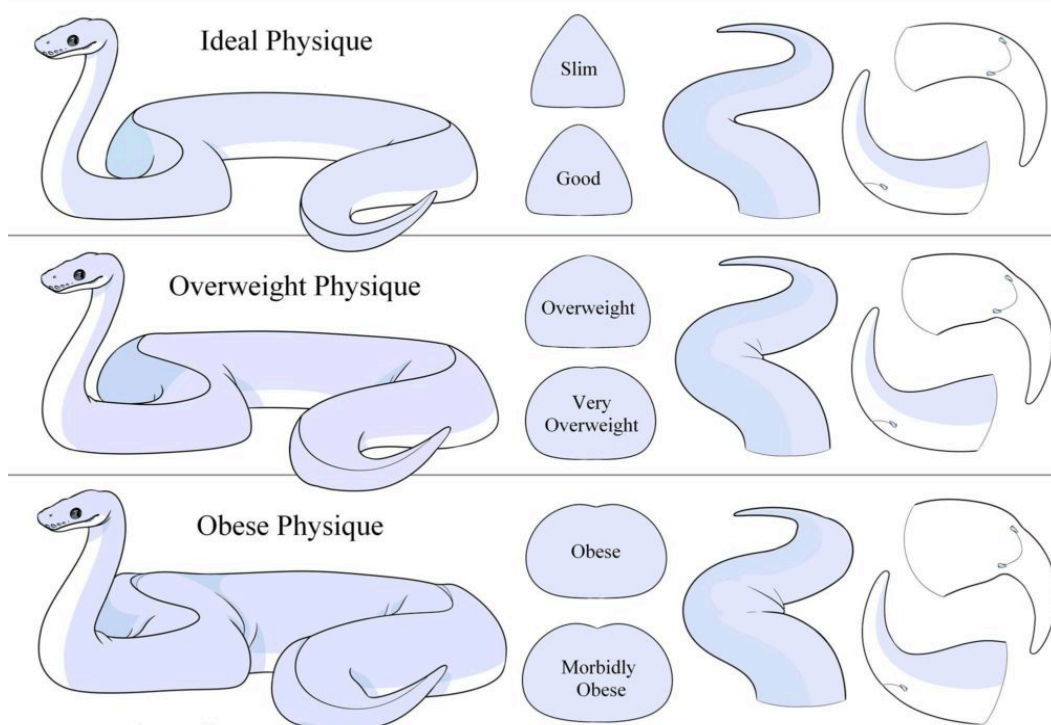 Ideal Physique
Slim
Good
Overweight Physique
Overweight
Very
Overweight
Obese Physique
Obese
Morbidly
Obese